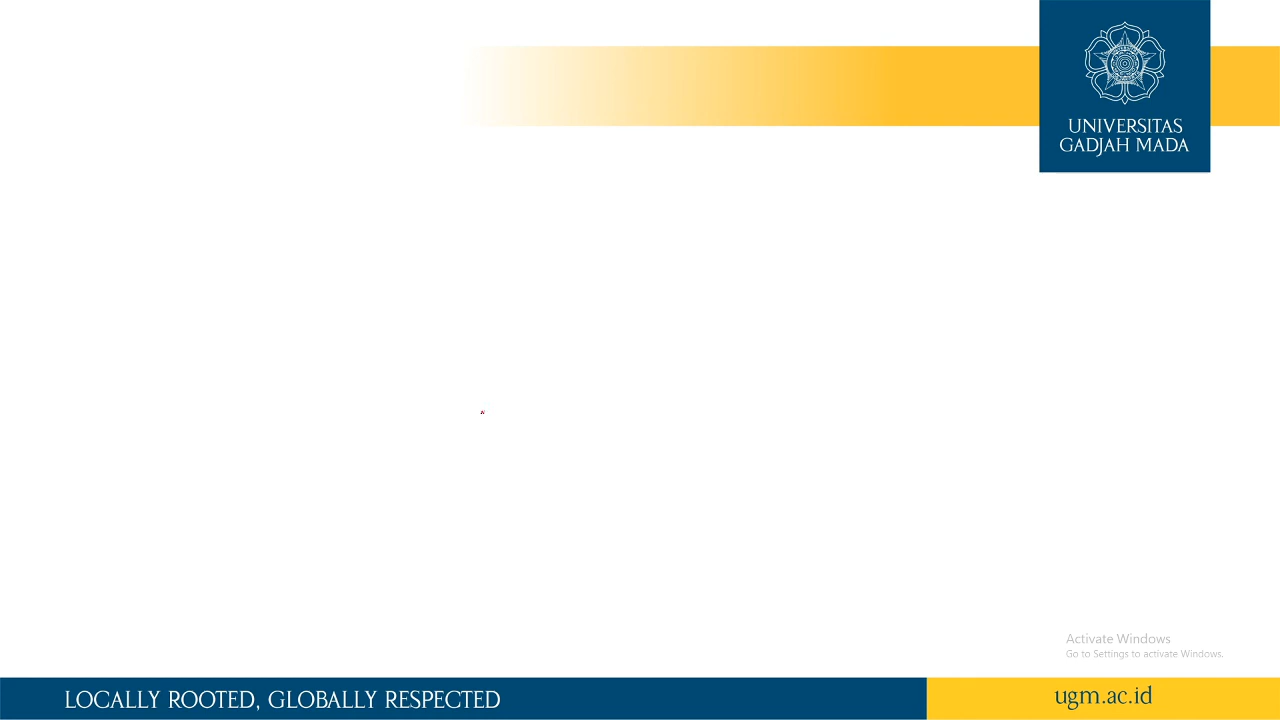 UNIVERSITAS
GADJAH MADA
Activate Windows
Go to Settings to activate Windows.
LOCALLY ROOTED, GLOBALLY RESPECTED
ugm.ac.id